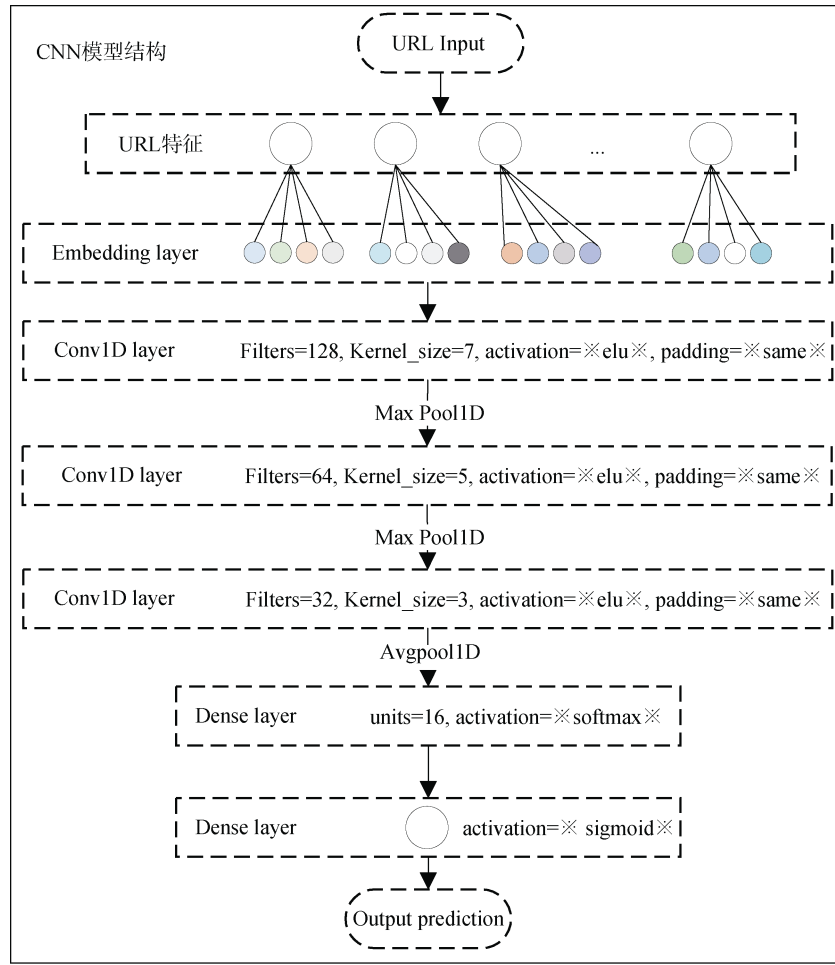 URL Input
CNN模型结构
URL特征
...
Embedding layer
Conv1D layer Filters=128, Kernel_size=7, activation=※elu※, padding=※same※
Max Pool1D
Conv1D layer Filters=64, Kernel_size=5, activation=※elu※, padding=※same※
Max Pool1D
Conv1D layer Filters=32, Kernel_size=3, activation=※elu※, padding=※same※
Avgpool1D
Dense layer units=16, activation=※softmax※
Dense layer activation=※ sigmoid※
Output prediction